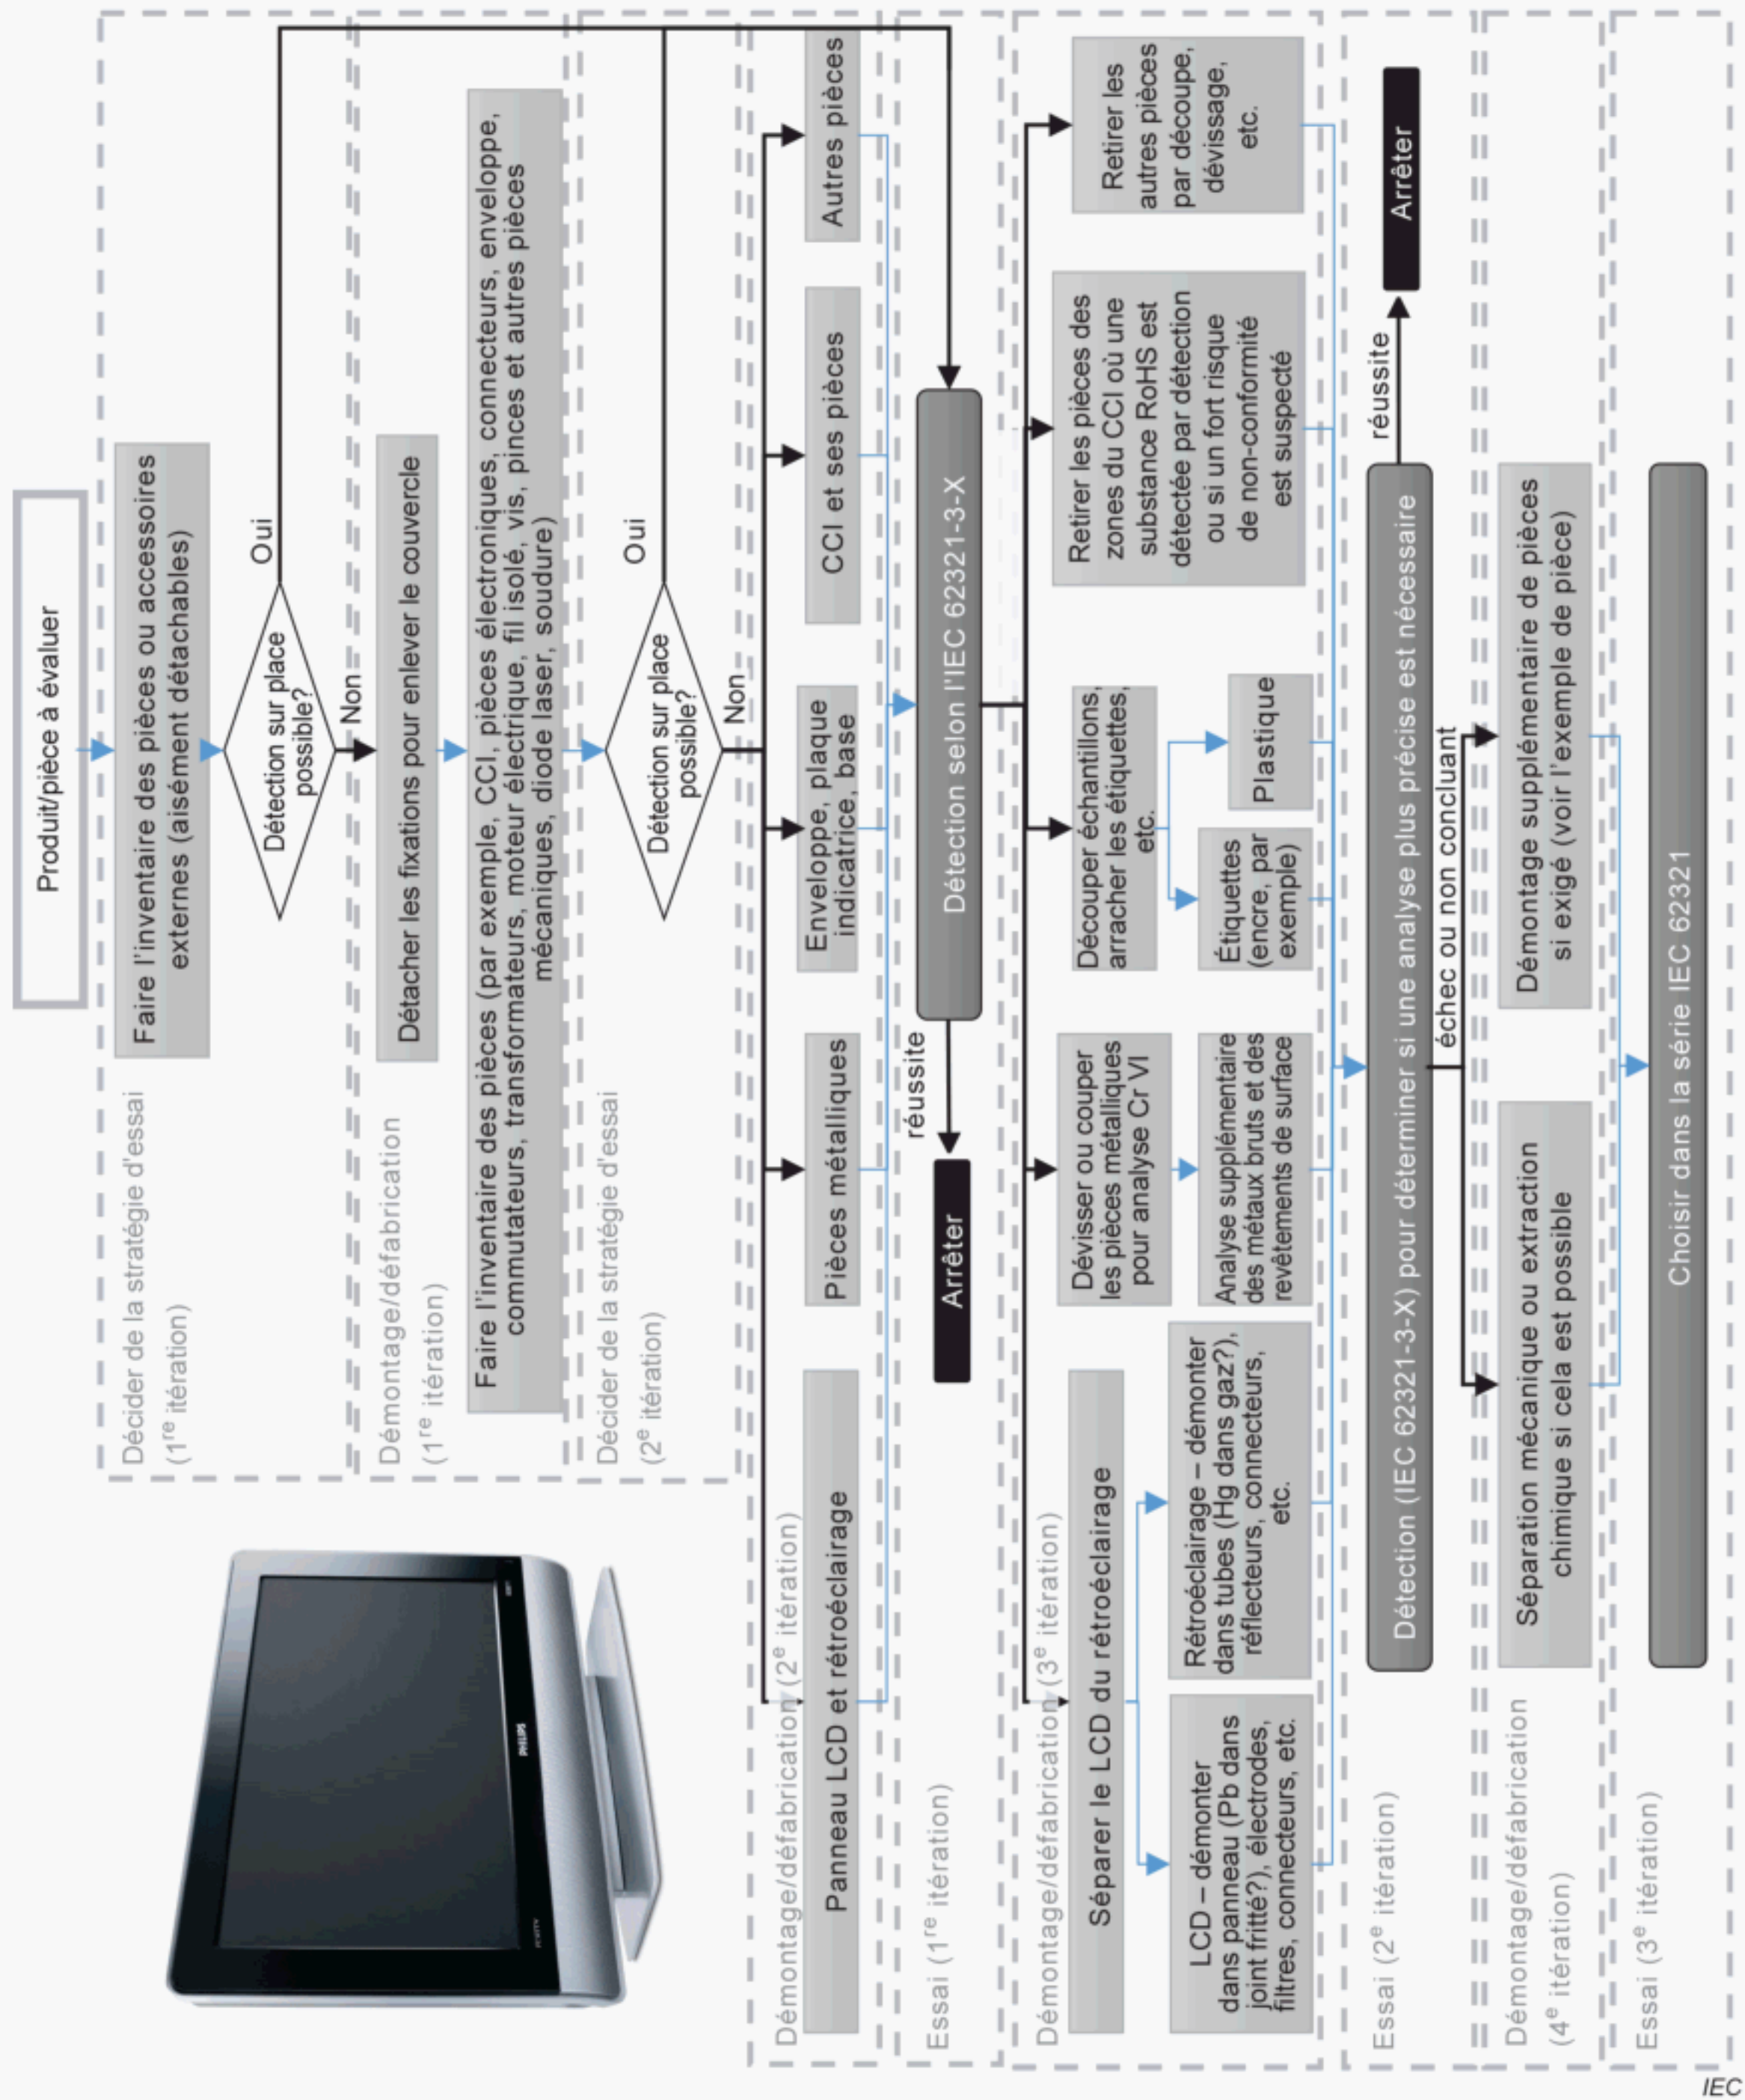 Produit/pièce à évaluer
Décider de la stratégie d'essai
(1re itération)
Faire l'inventaire des pièces ou accessoires
externes (aisément détachables)
Détection sur place
possible?
Oui
Non
Démontage/défabrication
(1re itération)
Détacher les fixations pour enlever le couvercle
Faire l'inventaire des pièces (par exemple, CCI, pièces électroniques, connecteurs, enveloppe,
commutateurs, transformateurs, moteur électrique, fil isolé, vis, pinces et autres pièces
mécaniques, diode laser, soudure)
Décider de la stratégie d'essai
(2e itération)
Détection sur place
possible?
Oui
Non
PHILIPS
Démontage/défabrication (2e itération)
Panneau LCD et rétroéclairage
Pièces métalliques
Enveloppe, plaque
indicatrice, base
CCI et ses pièces
Autres pièces
Essai (1re itération)
Arrêter
réussite
Détection selon l'IEC 62321-3-X
Démontage/défabrication (3e itération)
Séparer le LCD du rétroéclairage
LCD – démonter
dans panneau (Pb dans
joint fritté?), électrodes,
filtres, connecteurs, etc.
Rétroéclairage – démonter
dans tubes (Hg dans gaz?),
réflecteurs, connecteurs,
etc.
Dévisser ou couper
les pièces métalliques
pour analyse Cr VI
Analyse supplémentaire
des métaux bruts et des
revêtements de surface
Découper échantillons,
arracher les étiquettes,
etc.
Étiquettes
(encre, par
exemple)
Plastique
Retirer les pièces des
zones du CCI où une
substance RoHS est
détectée par détection
ou si un fort risque
de non-conformité
est suspecté
Retirer les
autres pièces
par découpe,
dévissage,
etc.
Essai (2e itération)
Détection (IEC 62321-3-X) pour déterminer si une analyse plus précise est nécessaire
réussite
Arrêter
échec ou non concluant
Démontage/défabrication
(4e itération)
Séparation mécanique ou extraction
chimique si cela est possible
Démontage supplémentaire de pièces
si exigé (voir l'exemple de pièce)
Essai (3e itération)
Choisir dans la série IEC 62321
IEC